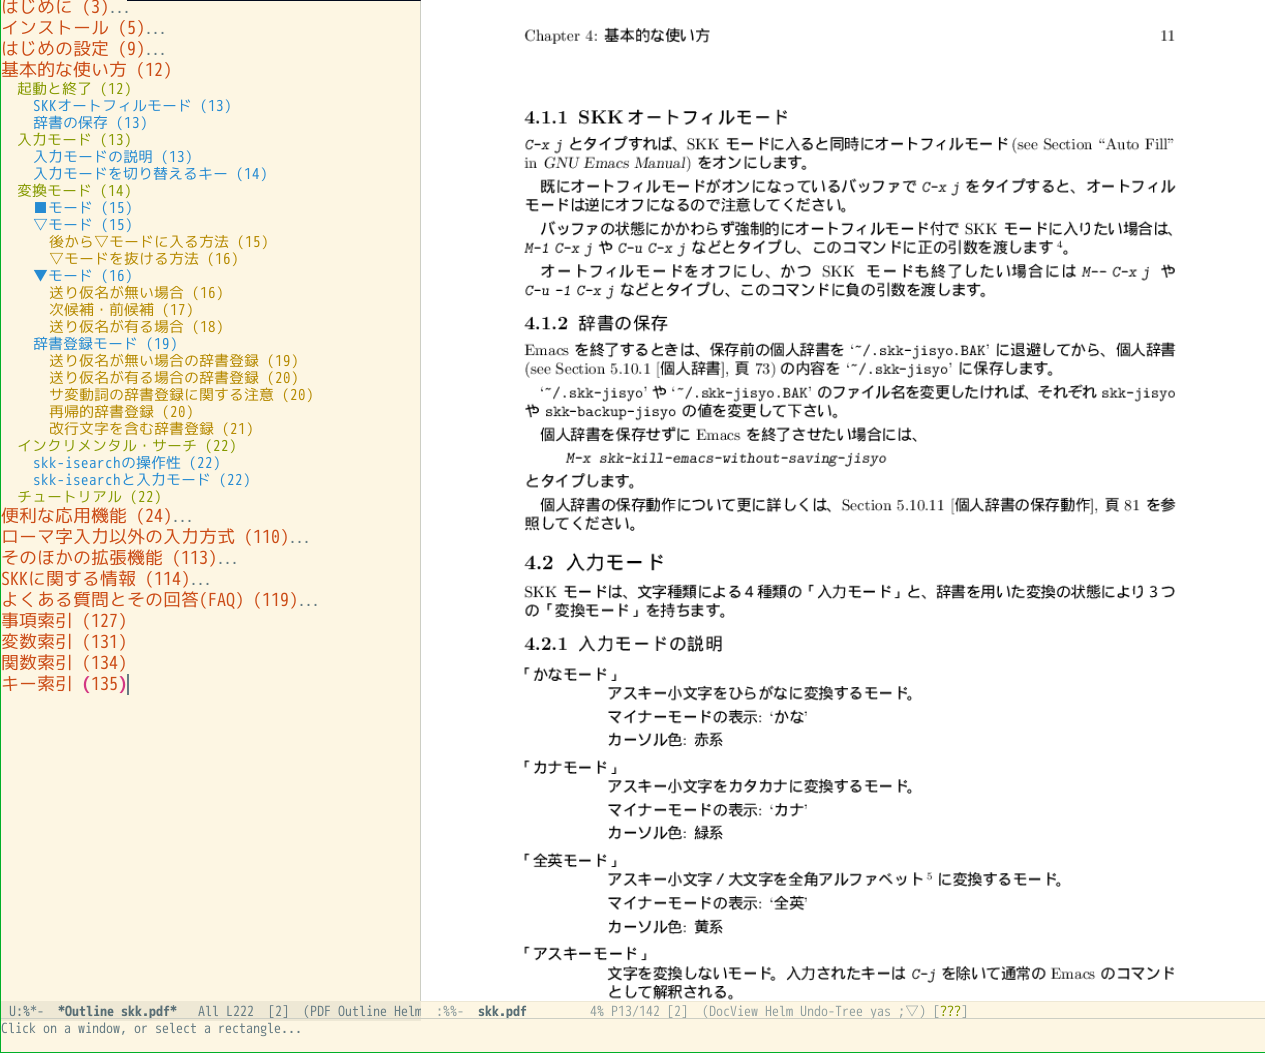 はじめに (3)...
インストール (5)...
はじめの設定 (9)...
基本的な使い方 (12)
起動と終了 (12)
SKKオートフィルモード (13)
辞書の保存 (13)
入力モード (13)
入力モードの説明 (13)
入力モードを切り替えるキー (14)
変換モード (14)
■モード (15)
▽モード (15)
後から▽モードに入る方法 (15)
▽モードを抜ける方法 (16)
▼モード (16)
送り仮名が無い場合 (16)
次候補・前候補 (17)
送り仮名が有る場合 (18)
辞書登録モード (19)
送り仮名が無い場合の辞書登録 (19)
送り仮名が有る場合の辞書登録 (20)
サ変動詞の辞書登録に関する注意 (20)
再帰的辞書登録 (20)
改行文字を含む辞書登録 (21)
インクリメンタル・サーチ (22)
skk-isearchの操作性 (22)
skk-isearchと入力モード (22)
チュートリアル (22)
便利な応用機能 (24)...
ローマ字入力以外の入力方式 (110)...
そのほかの拡張機能 (113)...
SKKに関する情報 (114)...
よくある質問とその回答(FAQ) (119)...
事項索引 (127)
変数索引 (131)
関数索引 (134)
キー索引 (135)
Chapter 4: 基本的な使い方 11
4.1.1 SKK オートフィルモード
C-x j とタイプすれば、SKK モードに入ると同時にオートフィルモード (see Section “Auto Fill”
in GNU Emacs Manual) をオンにします。
既にオートフィルモードがオンになっているバッファで C-x j をタイプすると、オートフィル
モードは逆にオフになるので注意してください。
バッファの状態にかかわらず強制的にオートフィルモード付で SKK モードに入りたい場合は、
M-1 C-x j や C-u C-x j などとタイプし、このコマンドに正の引数を渡します 4。
オートフィルモードをオフにし、かつ SKK モードも終了したい場合には M-- C-x j や
C-u -1 C-x j などとタイプし、このコマンドに負の引数を渡します。
4.1.2 辞書の保存
Emacs を終了するときは、保存前の個人辞書を ‘~/.skk-jisyo.BAK’ に退避してから、個人辞書
(see Section 5.10.1 [個人辞書], 頁 73) の内容を ‘~/.skk-jisyo’ に保存します。
‘~/.skk-jisyo’ や ‘~/.skk-jisyo.BAK’ のファイル名を変更したければ、それぞれ skk-jisyo
や skk-backup-jisyo の値を変更して下さい。
個人辞書を保存せずに Emacs を終了させたい場合には、
M-x skk-kill-emacs-without-saving-jisyo
とタイプします。
個人辞書の保存動作について更に詳しくは、Section 5.10.11 [個人辞書の保存動作], 頁 81 を参
照してください。
4.2 入力モード
SKK モードは、文字種類による４種類の「入力モード」と、辞書を用いた変換の状態により３つ
の「変換モード」を持ちます。
4.2.1 入力モードの説明
「かなモード」
アスキー小文字をひらがなに変換するモード。
マイナーモードの表示: ‘かな’
カーソル色: 赤系
「カナモード」
アスキー小文字をカタカナに変換するモード。
マイナーモードの表示: ‘カナ’
カーソル色: 緑系
「全英モード」
アスキー小文字 / 大文字を全角アルファベット 5 に変換するモード。
マイナーモードの表示: ‘全英’
カーソル色: 黄系
「アスキーモード」
文字を変換しないモード。入力されたキーは C-j を除いて通常の Emacs のコマンド
として解釈される。
U:%*- *Outline skk.pdf* All L222 [2] (PDF Outline Helm :%%- skk.pdf 4% P13/142 [2] (DocView Helm Undo-Tree yas ;▽) [???]
Click on a window, or select a rectangle...